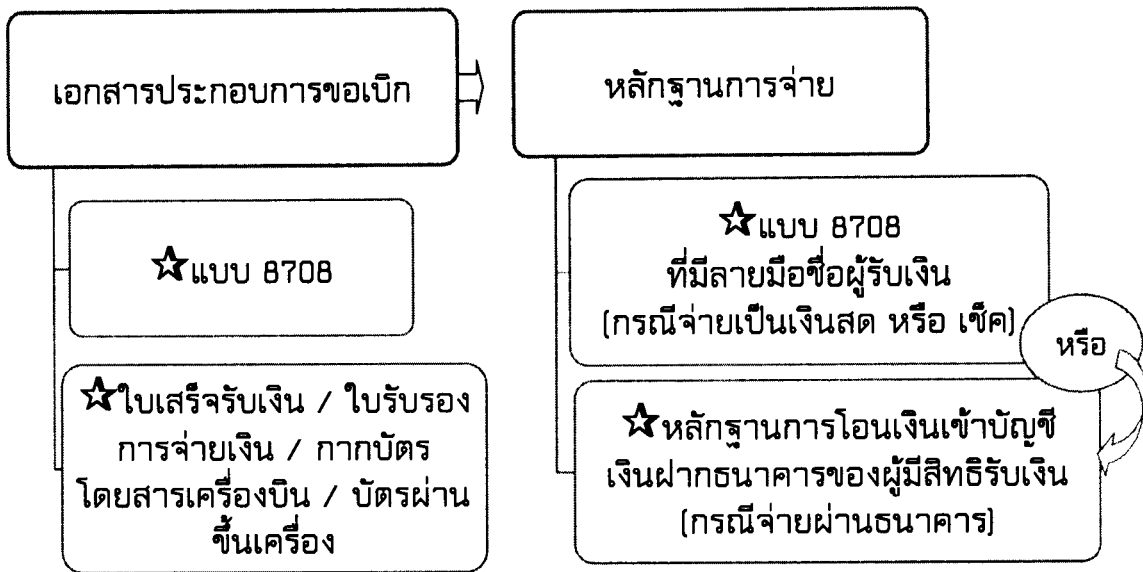 เอกสารประกอบการขอเบิก
☆แบบ 8708
☆ใบเสร็จรับเงิน / ใบรับรอง
การจ่ายเงิน / กากบัตร
โดยสารเครื่องบิน / บัตรผ่าน
ขึ้นเครื่อง
หลักฐานการจ่าย
☆แบบ 8708
ที่มีลายมือชื่อผู้รับเงิน
(กรณีจ่ายเป็นเงินสด หรือ เช็ค)
หรือ
☆หลักฐานการโอนเงินเข้าบัญชี
เงินฝากธนาคารของผู้มีสิทธิรับเงิน
(กรณีจ่ายผ่านธนาคาร)